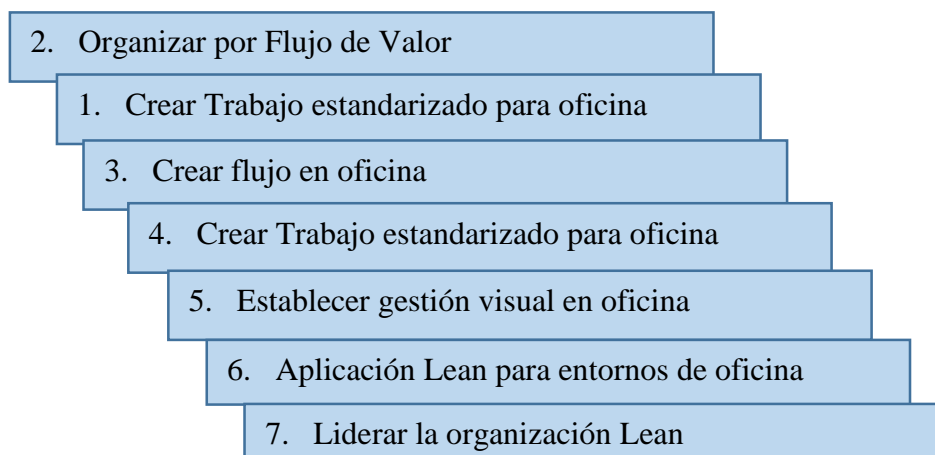 2. Organizar por Flujo de Valor
1. Crear Trabajo estandarizado para oficina
3. Crear flujo en oficina
4. Crear Trabajo estandarizado para oficina
5. Establecer gestión visual en oficina
6. Aplicación Lean para entornos de oficina
7. Liderar la organización Lean